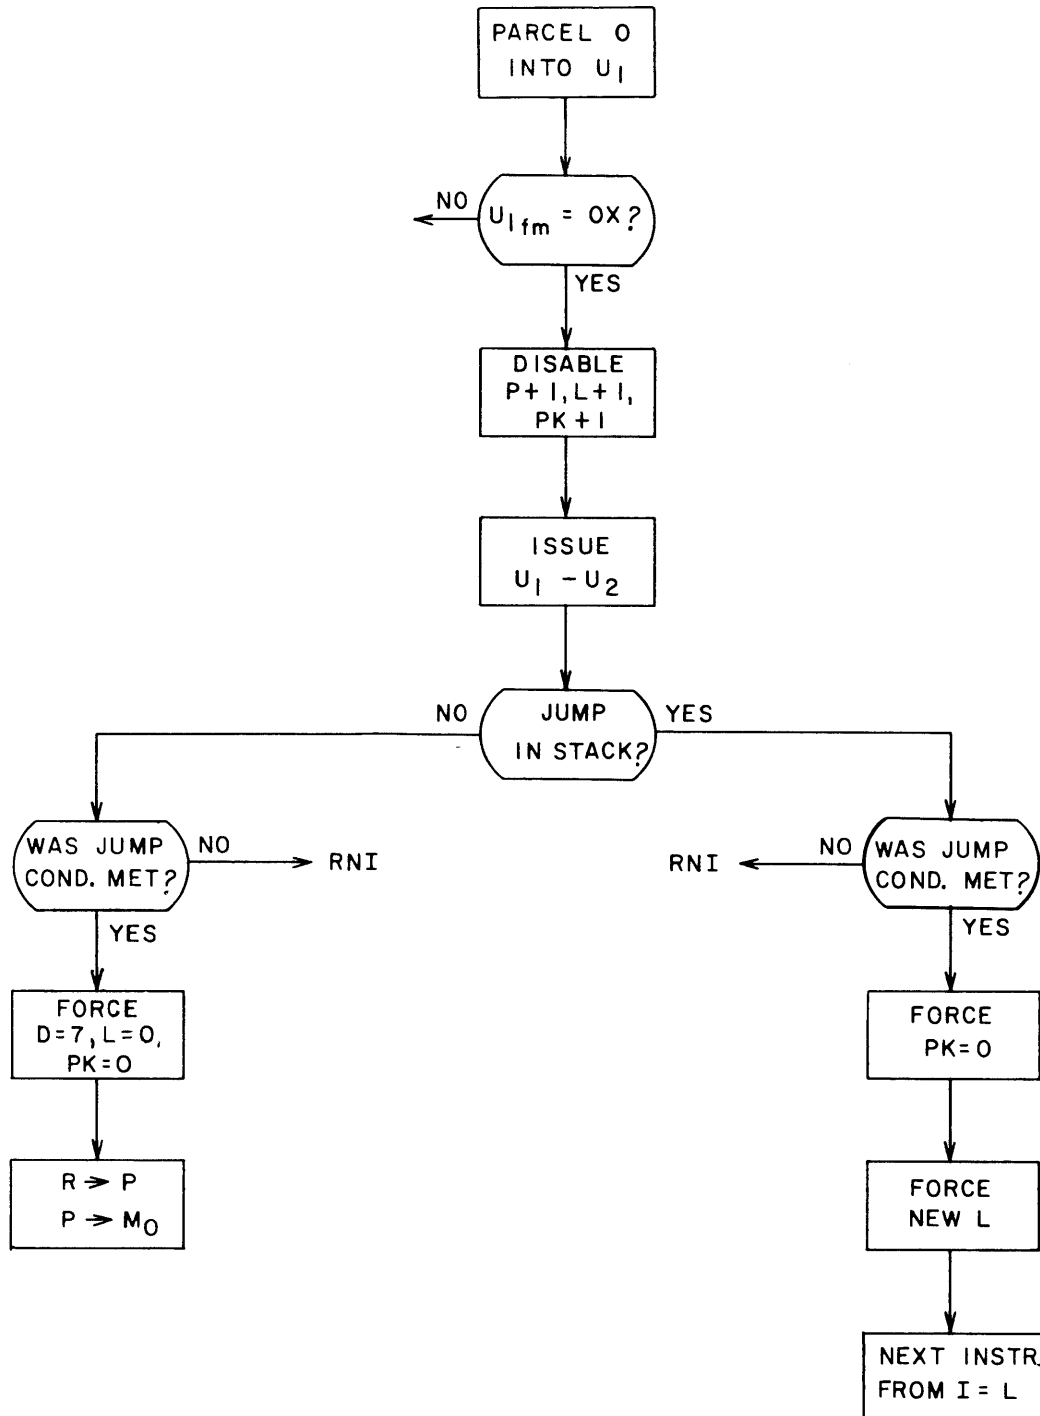 PARCEL 0
INTO U1
NO
U1fm = 0X?
YES
DISABLE
P+1, L+1,
PK+1
ISSUE
U1 - U2
NO
JUMP
IN STACK?
YES
WAS JUMP
COND. MET?
NO
RNI
YES
FORCE
D=7, L=0,
PK=0
R → P
P → M0
RNI
NO
WAS JUMP
COND. MET?
YES
FORCE
PK=0
FORCE
NEW L
NEXT INSTR.
FROM I = L